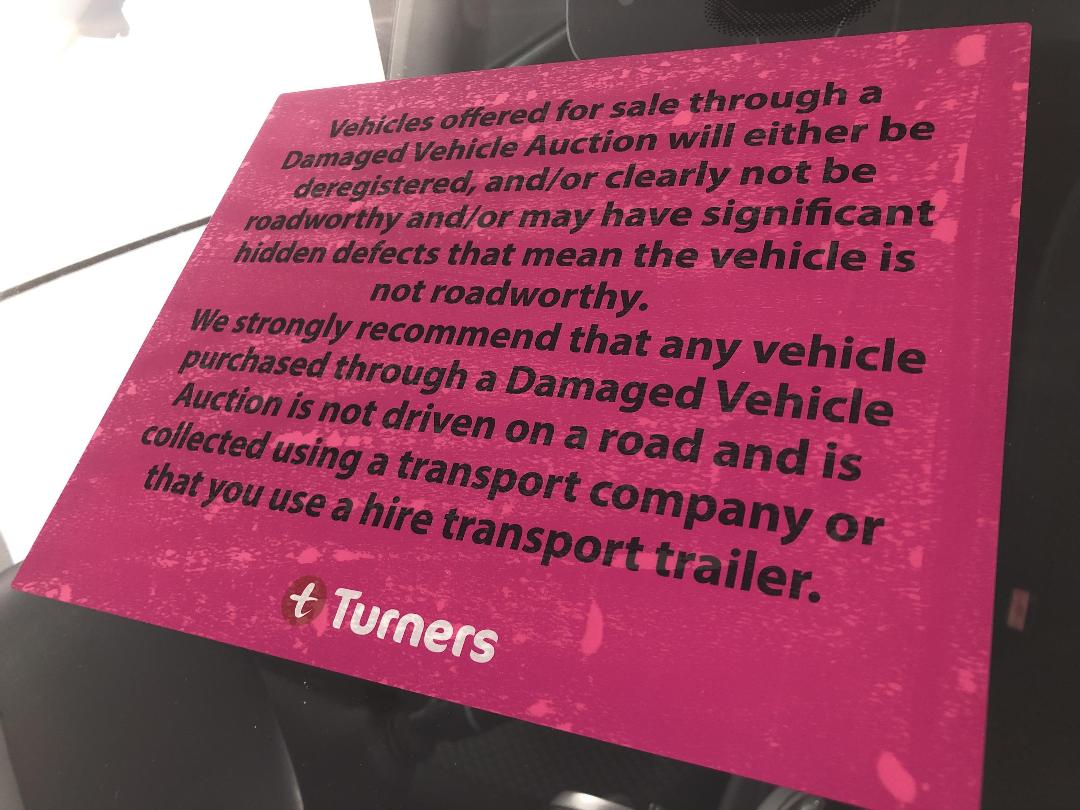 Vehicles offered for sale through a
Damaged Vehicle Auction will either be
deregistered, and/or clearly not be
roadworthy and/or may have significant
hidden defects that mean the vehicle is
not roadworthy.
We strongly recommend that any vehicle
purchased through a Damaged Vehicle
Auction is not driven on a road and is
collected using a transport company or
that you use a hire transport trailer.
t Turners